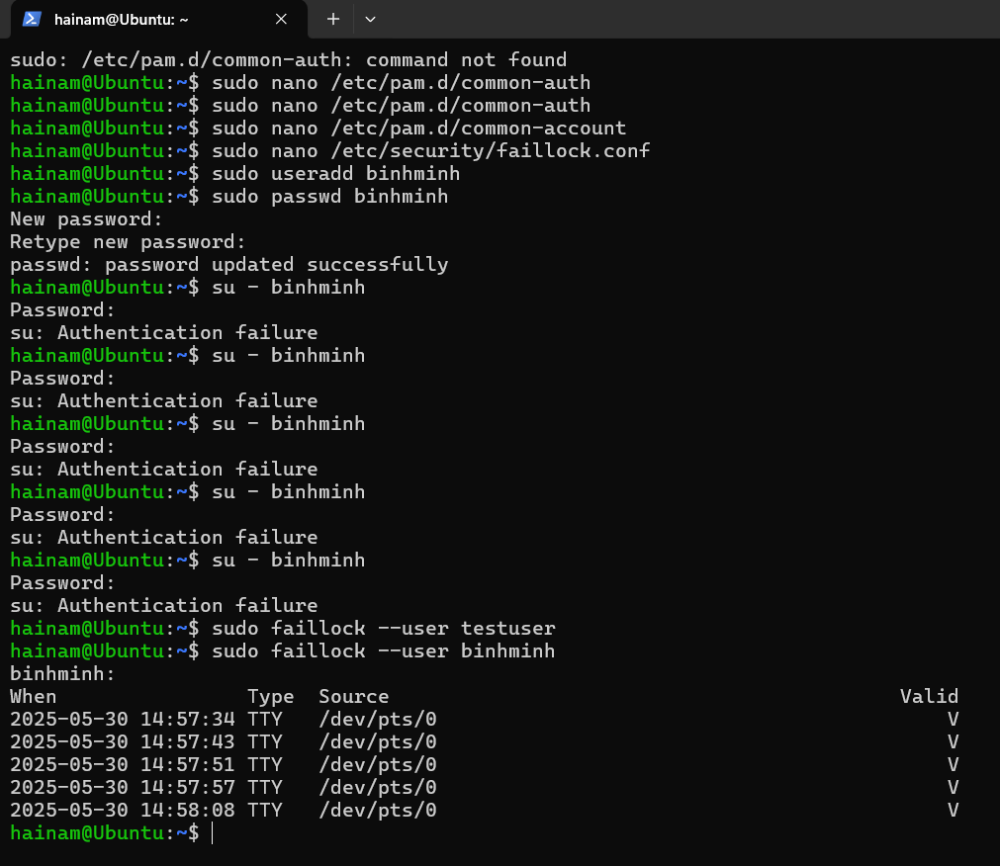 hainam@Ubuntu: ~
sudo: /etc/pam.d/common-auth: command not found
hainam@Ubuntu:~$ sudo nano /etc/pam.d/common-auth
hainam@Ubuntu:~$ sudo nano /etc/pam.d/common-auth
hainam@Ubuntu:~$ sudo nano /etc/pam.d/common-account
hainam@Ubuntu:~$ sudo nano /etc/security/faillock.conf
hainam@Ubuntu:~$ sudo useradd binhminh
hainam@Ubuntu:~$ sudo passwd binhminh
New password:
Retype new password:
passwd: password updated successfully
hainam@Ubuntu:~$ su - binhminh
Password:
su: Authentication failure
hainam@Ubuntu:~$ su - binhminh
Password:
su: Authentication failure
hainam@Ubuntu:~$ su - binhminh
Password:
su: Authentication failure
hainam@Ubuntu:~$ su - binhminh
Password:
su: Authentication failure
hainam@Ubuntu:~$ su - binhminh
Password:
su: Authentication failure
hainam@Ubuntu:~$ sudo faillock --user testuser
hainam@Ubuntu:~$ sudo faillock --user binhminh
binhminh:
When                Type  Source                                           Valid
2025-05-30 14:57:34 TTY   /dev/pts/0                                           V
2025-05-30 14:57:43 TTY   /dev/pts/0                                           V
2025-05-30 14:57:51 TTY   /dev/pts/0                                           V
2025-05-30 14:57:57 TTY   /dev/pts/0                                           V
2025-05-30 14:58:08 TTY   /dev/pts/0                                           V
hainam@Ubuntu:~$